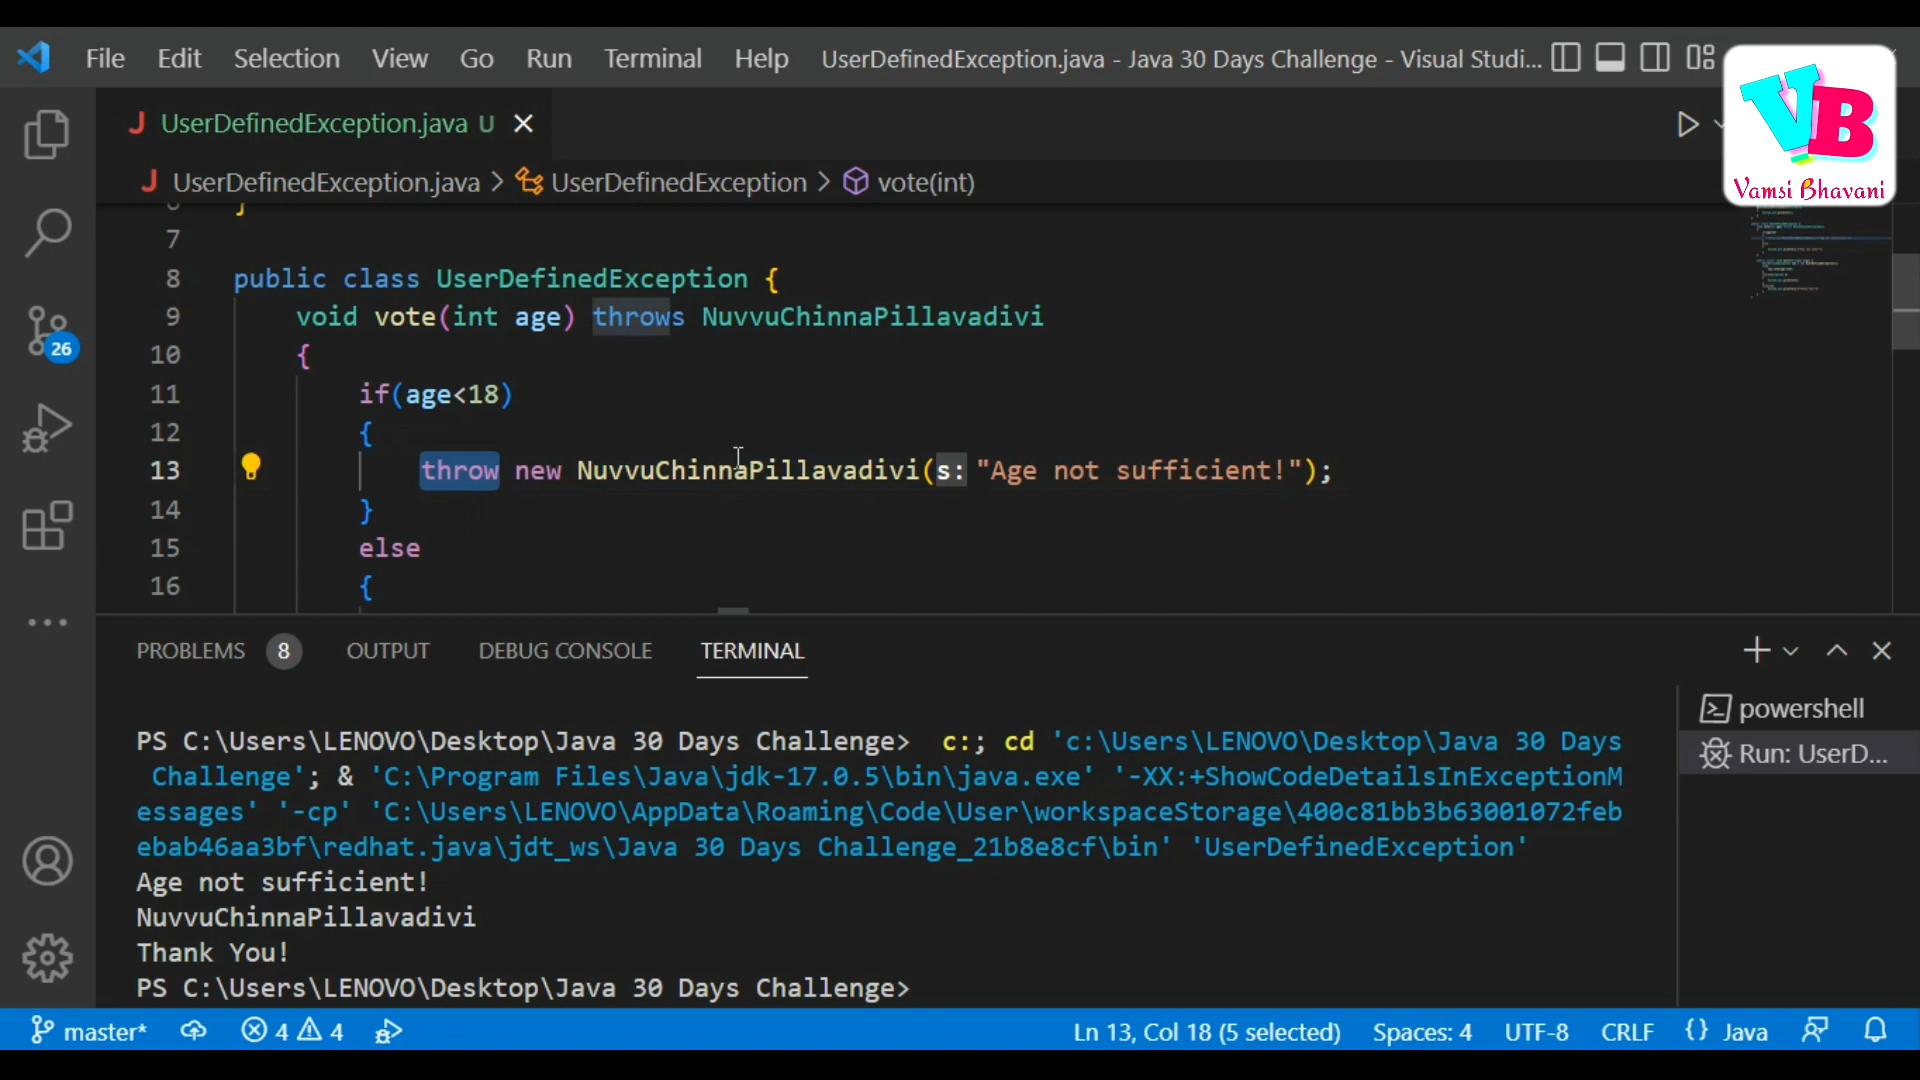 File Edit Selection View Go Run Terminal Help UserDefinedException.java - Java 30 Days Challenge - Visual Studi...
VB
Vamsi Bhavani
J UserDefinedException.java U
J UserDefinedException.java > UserDefinedException > vote(int)
6 }
7
8 public class UserDefinedException {
9 void vote(int age) throws NuvvuChinnaPillavadivi
10 {
11 if(age<18)
12 {
13 throw new NuvvuChinnaPillavadivi(s: "Age not sufficient!");
14 }
15 else
16 {
26
PROBLEMS 8 OUTPUT DEBUG CONSOLE TERMINAL
powershell
Run: UserD...
PS C:\Users\LENOVO\Desktop\Java 30 Days Challenge> c:; cd 'c:\Users\LENOVO\Desktop\Java 30 Days
Challenge'; & 'C:\Program Files\Java\jdk-17.0.5\bin\java.exe' '-XX:+ShowCodeDetailsInExceptionM
essages' '-cp' 'C:\Users\LENOVO\AppData\Roaming\Code\User\workspaceStorage\400c81bb3b63001072feb
ebab46aa3bf\redhat.java\jdt_ws\Java 30 Days Challenge_21b8e8cf\bin' 'UserDefinedException'
Age not sufficient!
NuvvuChinnaPillavadivi
Thank You!
PS C:\Users\LENOVO\Desktop\Java 30 Days Challenge>
master* 4 4 Ln 13, Col 18 (5 selected) Spaces: 4 UTF-8 CRLF {} Java